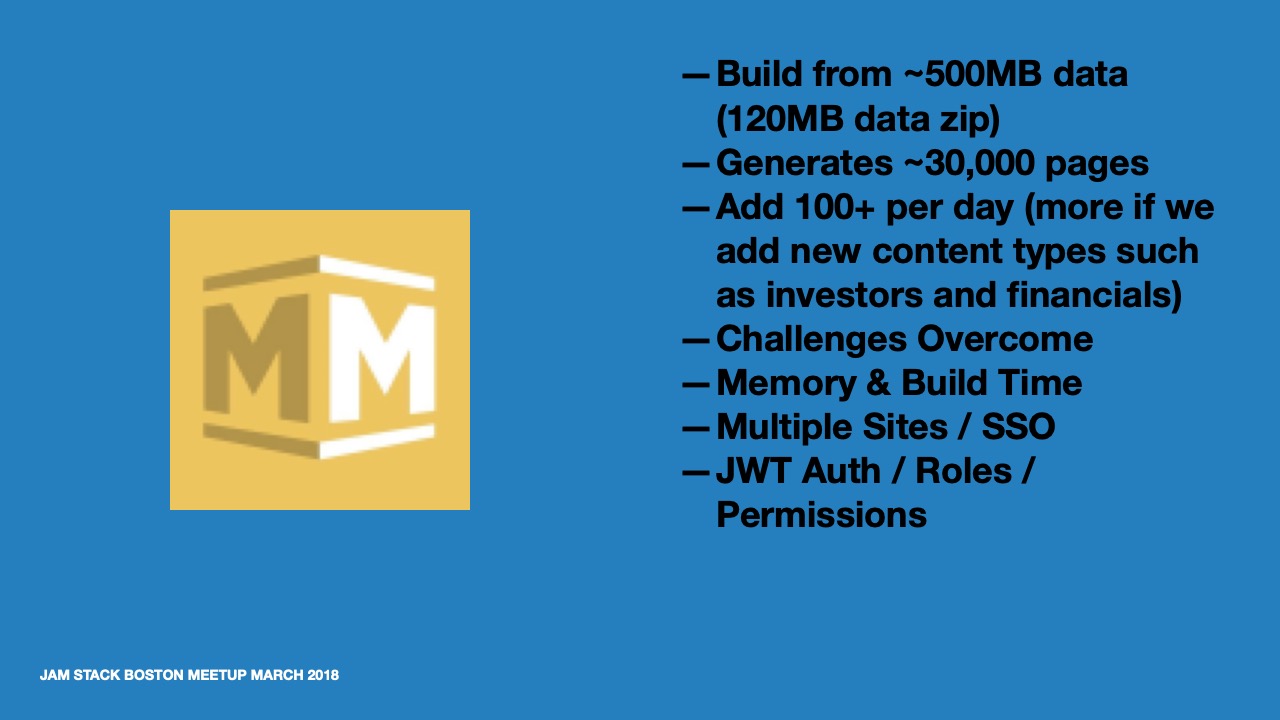 MM
— Build from ~500MB data
(120MB data zip)
— Generates ~30,000 pages
— Add 100+ per day (more if we
add new content types such
as investors and financials)
— Challenges Overcome
— Memory & Build Time
— Multiple Sites / SSO
— JWT Auth / Roles /
Permissions
JAM STACK BOSTON MEETUP MARCH 2018